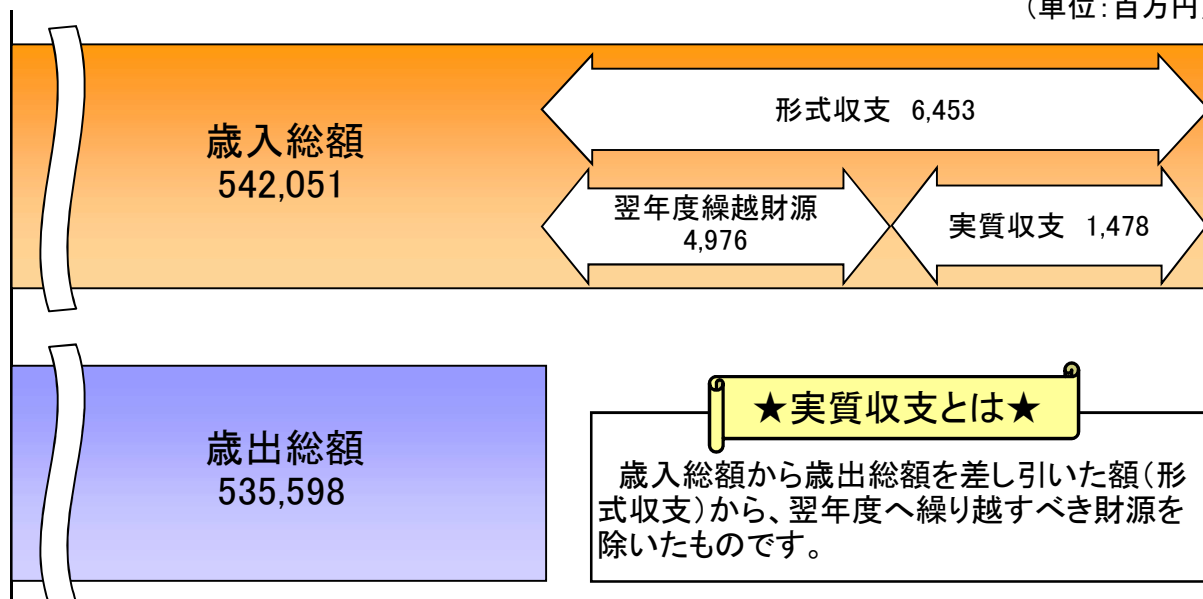 (単位:百万円)
形式収支 6,453
歳入総額
542,051
翌年度繰越財源
4,976
実質収支 1,478
★実質収支とは★
歳出総額
535,598
歳入総額から歳出総額を差し引いた額(形
式収支)から、翌年度へ繰り越すべき財源を
除いたものです。